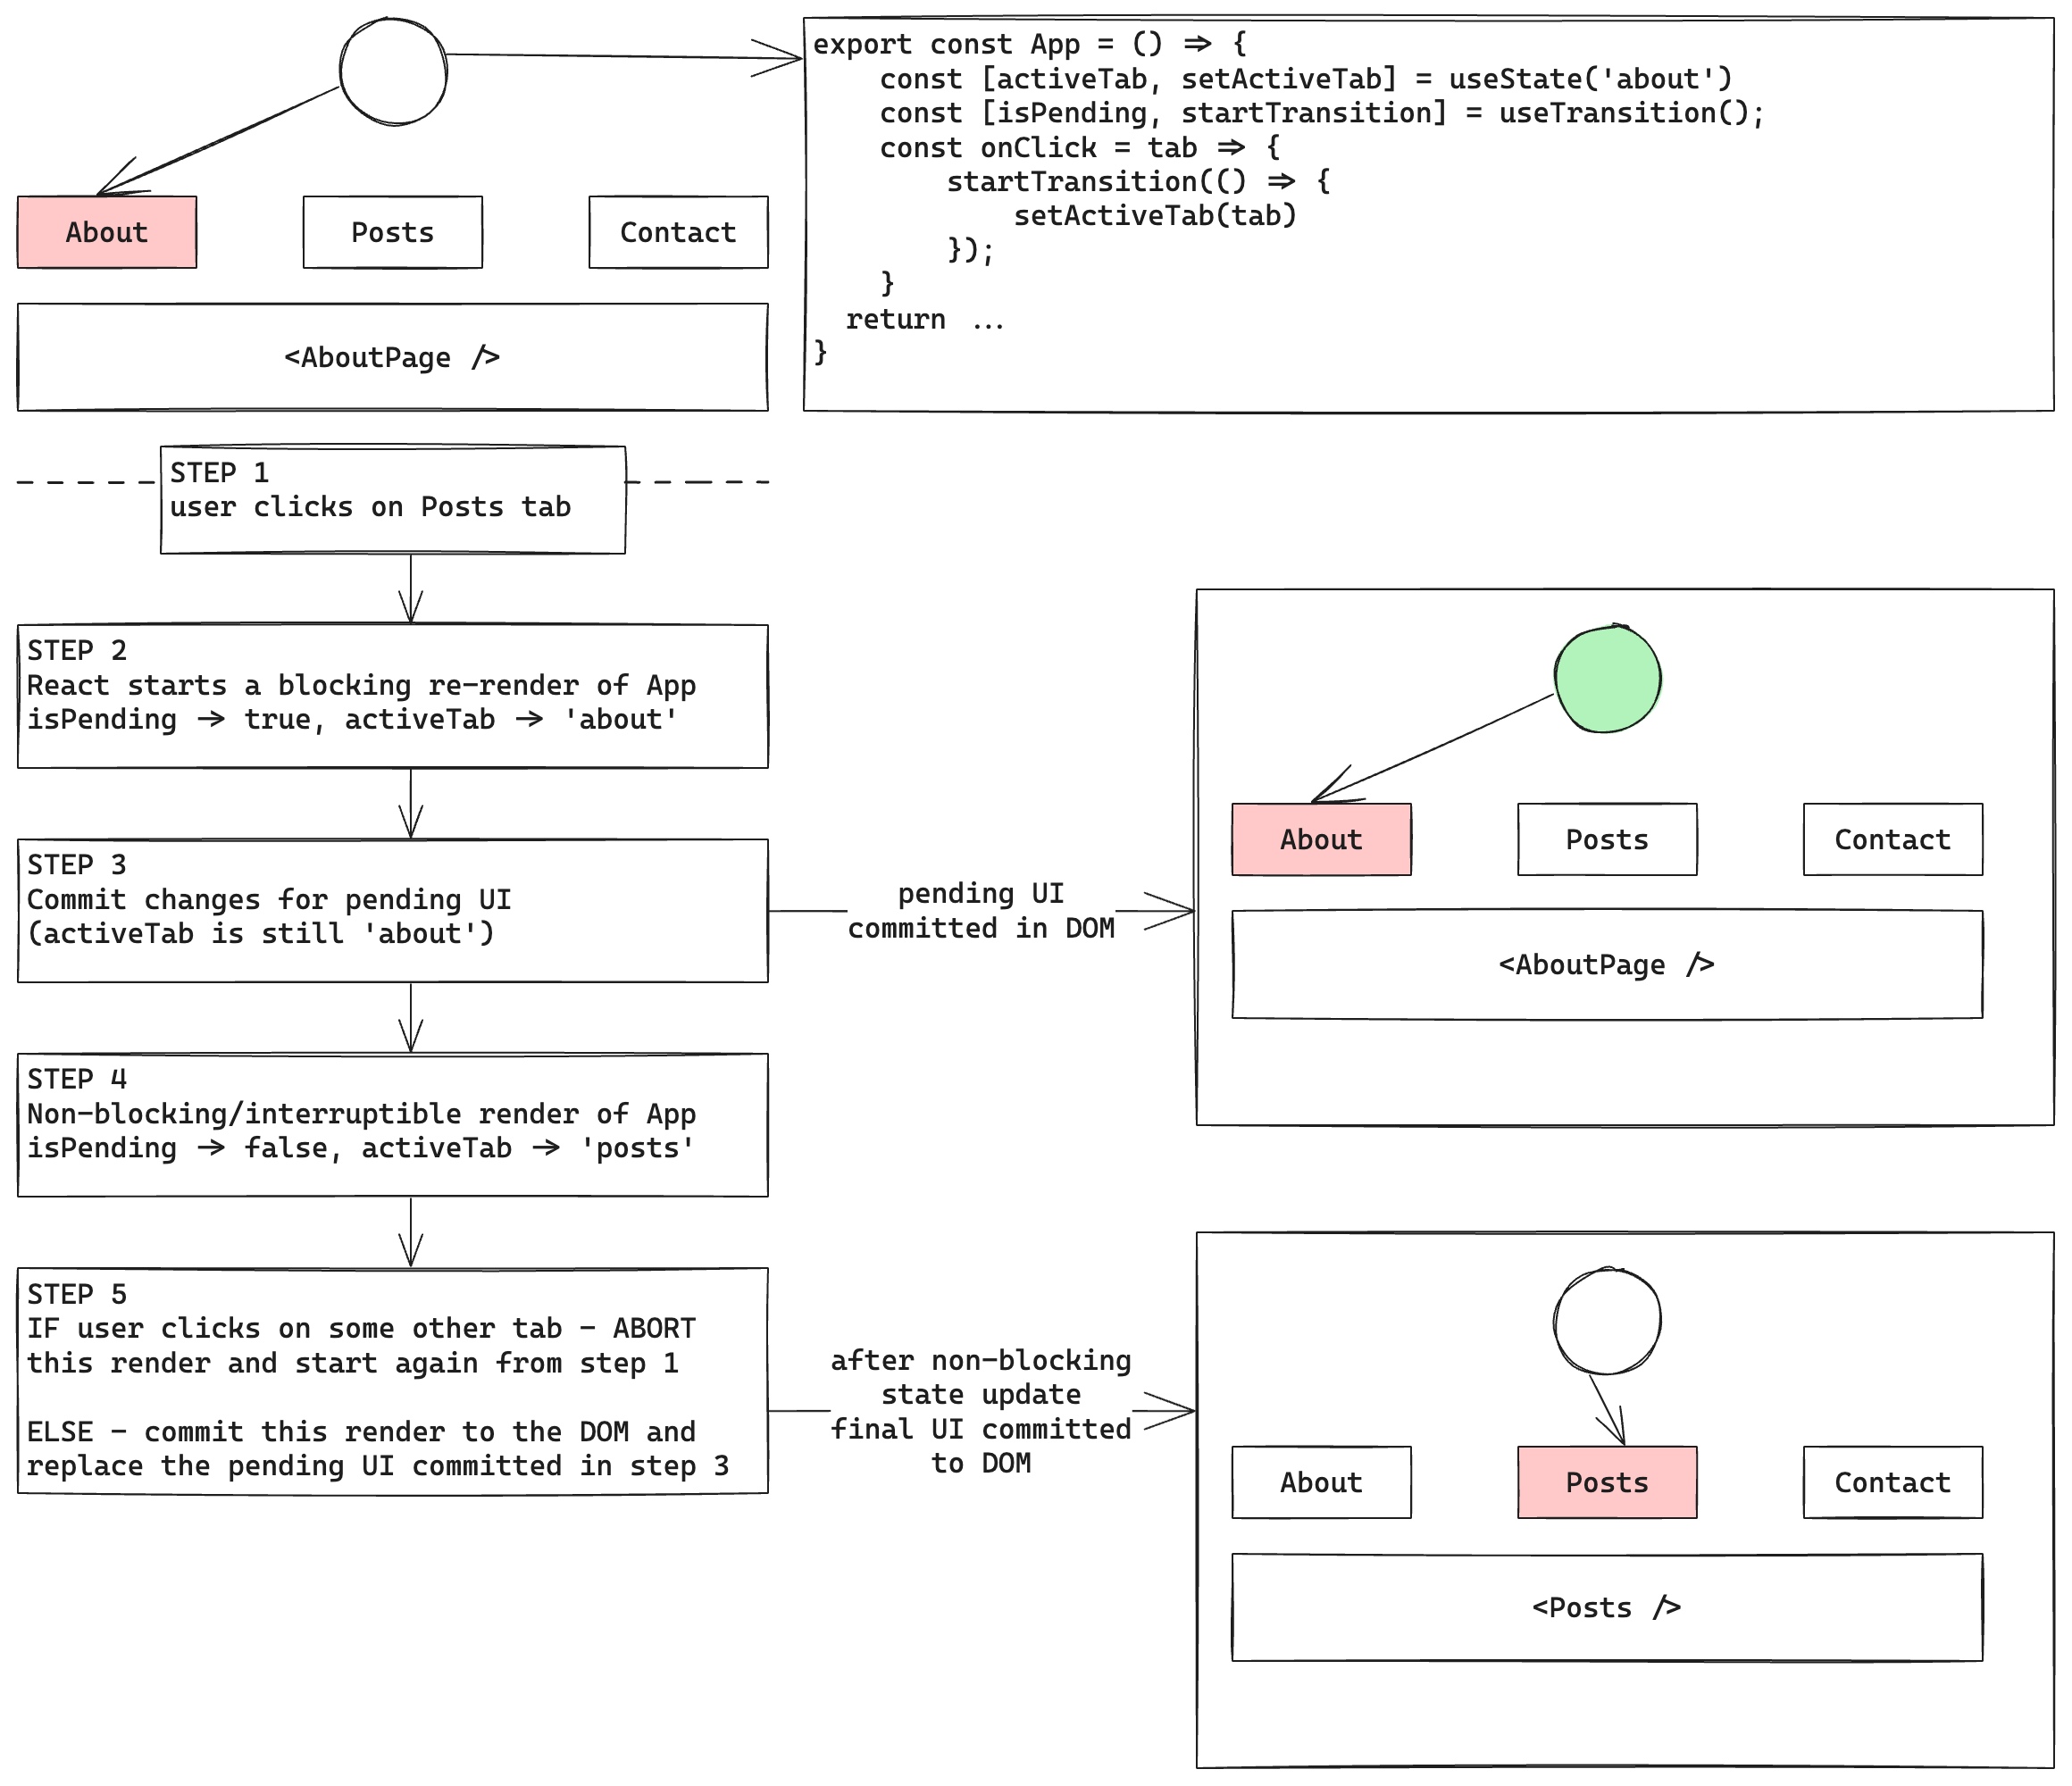 export const App = () => {
    const [activeTab, setActiveTab] = useState('about')
    const [isPending, startTransition] = useTransition();
    const onClick = tab => {
        startTransition(() => {
            setActiveTab(tab)
        });
    }
  return ...
}
About
Posts
Contact
<AboutPage />
STEP 1
user clicks on Posts tab
STEP 2
React starts a blocking re-render of App
isPending -> true, activeTab -> 'about'
STEP 3
Commit changes for pending UI
(activeTab is still 'about')
pending UI
committed in DOM
About
Posts
Contact
<AboutPage />
STEP 4
Non-blocking/interruptible render of App
isPending -> false, activeTab -> 'posts'
STEP 5
IF user clicks on some other tab - ABORT
this render and start again from step 1
ELSE - commit this render to the DOM and
replace the pending UI committed in step 3
after non-blocking
state update
final UI committed
to DOM
About
Posts
Contact
<Posts />